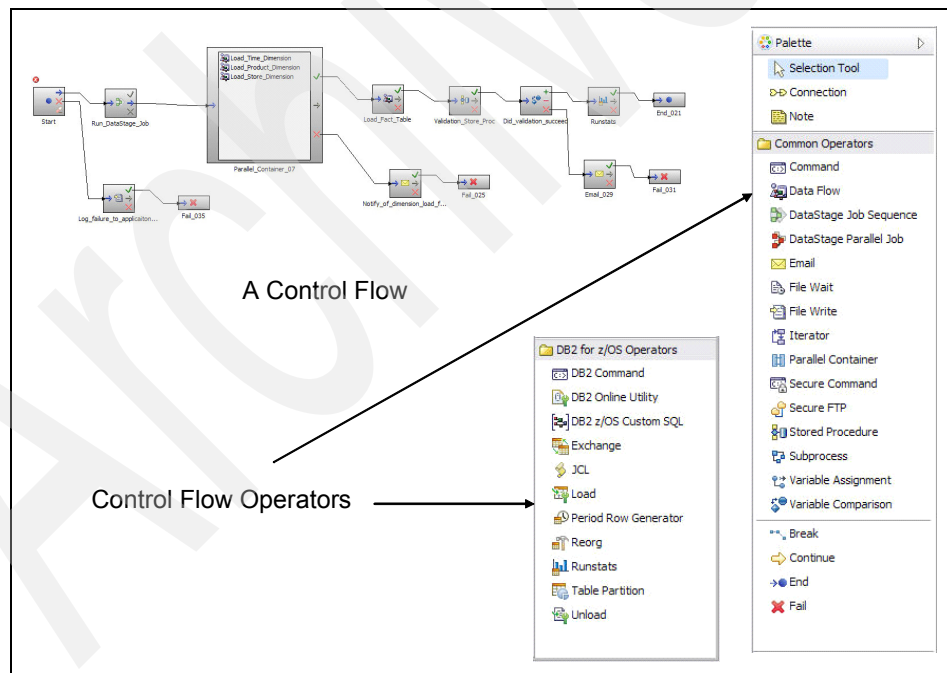 Load_Time_Dimension
Load_Product_Dimension
Load_Store_Dimension
Start
Run_DataStage_Job
Parallel_Container_07
Load_Fact_Table
Validation_Store_Proc
Did_validation_succeed
Runstats
End_021
Log_failure_to_applicaiton...
Fail_035
Notify_of_dimension_load_f...
Fail_025
Email_029
Fail_031
A Control Flow
Control Flow Operators
DB2 for z/OS Operators
DB2 Command
DB2 Online Utility
DB2 z/OS Custom SQL
Exchange
JCL
Load
Period Row Generator
Reorg
Runstats
Table Partition
Unload
Palette
Selection Tool
Connection
Note
Common Operators
Command
Data Flow
DataStage Job Sequence
DataStage Parallel Job
Email
File Wait
File Write
Iterator
Parallel Container
Secure Command
Secure FTP
Stored Procedure
Subprocess
Variable Assignment
Variable Comparison
Break
Continue
End
Fail